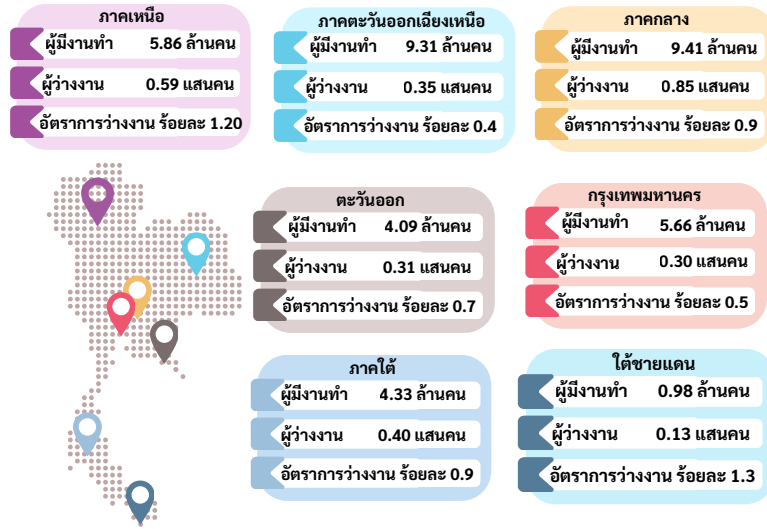 ภาคเหนือ
ผู้มีงานทำ 5.86 ล้านคน
ผู้ว่างงาน 0.59 แสนคน
อัตราการว่างงาน ร้อยละ 1.20
ภาคตะวันออกเฉียงเหนือ
ผู้มีงานทำ 9.31 ล้านคน
ผู้ว่างงาน 0.35 แสนคน
อัตราการว่างงาน ร้อยละ 0.4
ภาคกลาง
ผู้มีงานทำ 9.41 ล้านคน
ผู้ว่างงาน 0.85 แสนคน
อัตราการว่างงาน ร้อยละ 0.9
ตะวันออก
ผู้มีงานทำ 4.09 ล้านคน
ผู้ว่างงาน 0.31 แสนคน
อัตราการว่างงาน ร้อยละ 0.7
กรุงเทพมหานคร
ผู้มีงานทำ 5.66 ล้านคน
ผู้ว่างงาน 0.30 แสนคน
อัตราการว่างงาน ร้อยละ 0.5
ภาคใต้
ผู้มีงานทำ 4.33 ล้านคน
ผู้ว่างงาน 0.40 แสนคน
อัตราการว่างงาน ร้อยละ 0.9
ใต้ชายแดน
ผู้มีงานทำ 0.98 ล้านคน
ผู้ว่างงาน 0.13 แสนคน
อัตราการว่างงาน ร้อยละ 1.3